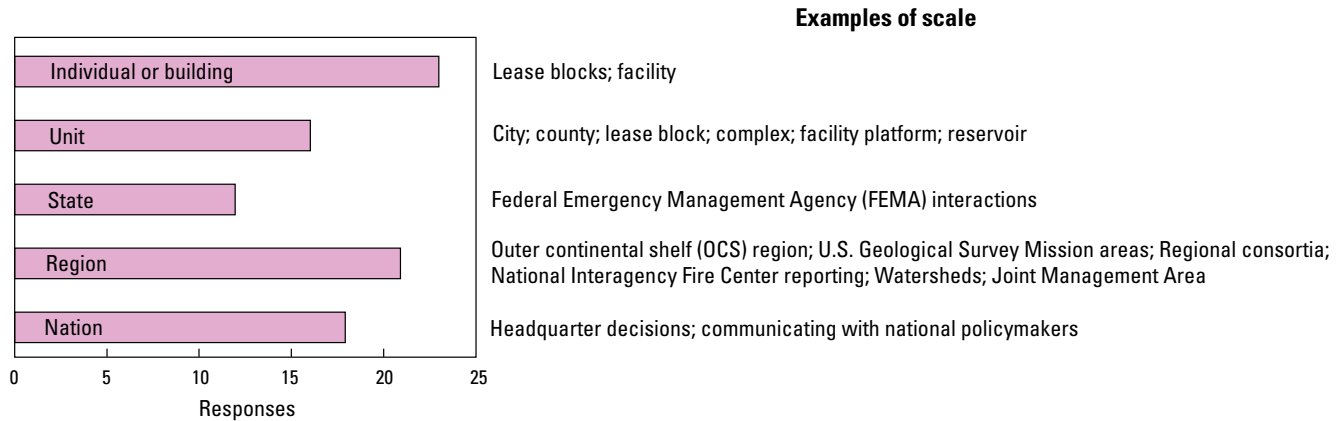 Examples of scale
Individual or building
Lease blocks; facility
Unit
City; county; lease block; complex; facility platform; reservoir
State
Federal Emergency Management Agency (FEMA) interactions
Region
Outer continental shelf (OCS) region; U.S. Geological Survey Mission areas; Regional consortia;
National Interagency Fire Center reporting; Watersheds; Joint Management Area
Nation
Headquarter decisions; communicating with national policymakers
0 5 10 15 20 25
Responses